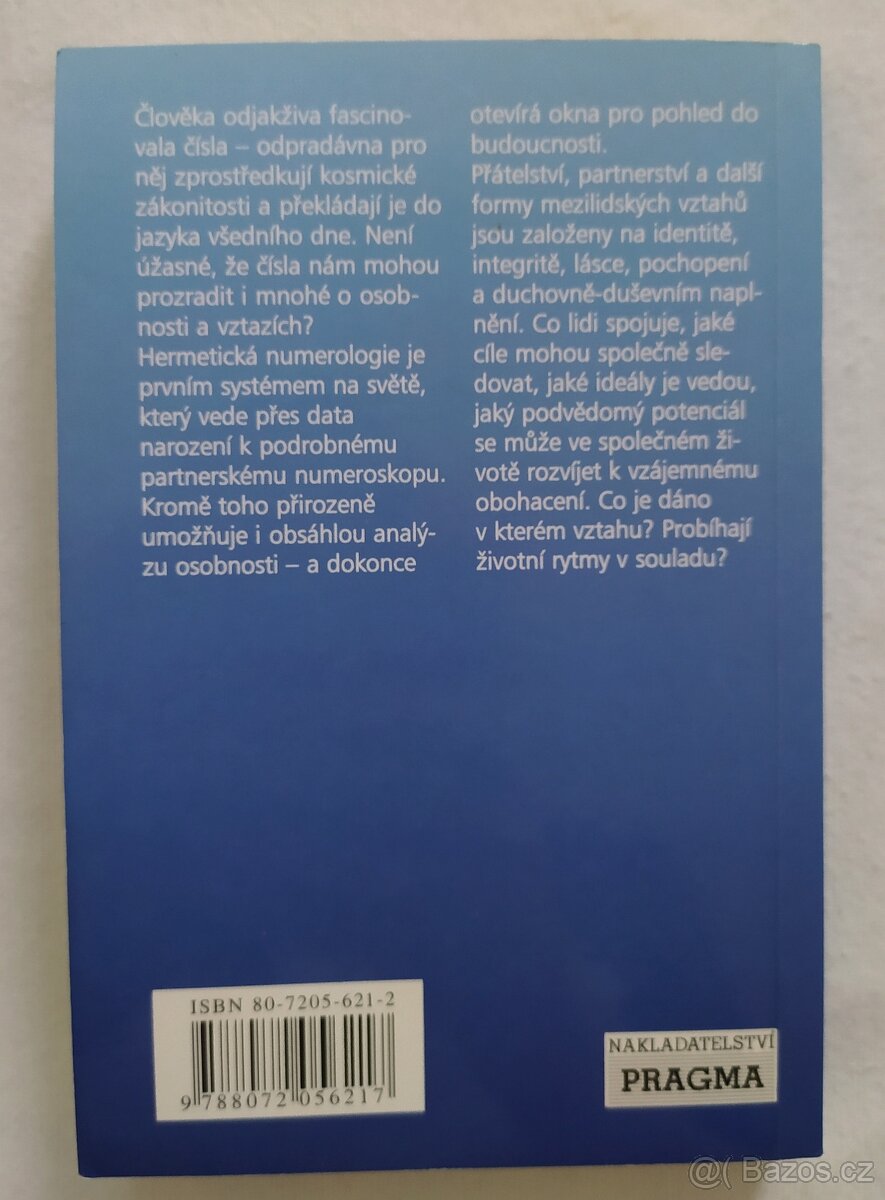 Člověka odjakživa fascino-
vala čísla – odpradávna pro
něj zprostředkují kosmické
zákonitosti a překládají je do
jazyka všedního dne. Není
úžasné, že čísla nám mohou
prozradit i mnohé o osob-
nosti a vztazích?
Hermetická numerologie je
prvním systémem na světě,
který vede přes data
narození k podrobnému
partnerskému numeroskopu.
Kromě toho přirozeně
umožňuje i obsáhlou analý-
zu osobnosti – a dokonce
otevírá okna pro pohled do
budoucnosti.
Přátelství, partnerství a další
formy mezilidských vztahů
jsou založeny na identitě,
integritě, lásce, pochopení
a duchovně-duševním napl-
nění. Co lidi spojuje, jaké
cíle mohou společně sle-
dovat, jaké ideály je vedou,
jaký podvědomý potenciál
se může ve společném ži-
votě rozvíjet k vzájemnému
obohacení. Co je dáno
v kterém vztahu? Probíhají
životní rytmy v souladu?
ISBN 80-7205-621-2
9 788072 056217
NAKLADATELSTVÍ
PRAGMA
@( Bazos.cz